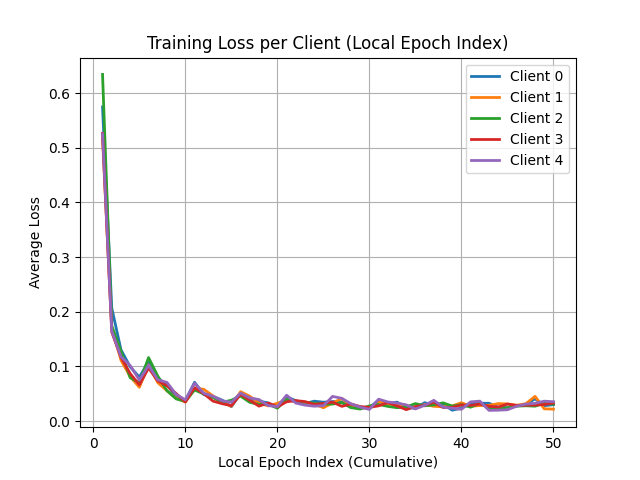 Training Loss per Client (Local Epoch Index)
Client 0
Client 1
Client 2
Client 3
Client 4
Average Loss
0.6
0.5
0.4
0.3
0.2
0.1
0.0
0 10 20 30 40 50
Local Epoch Index (Cumulative)